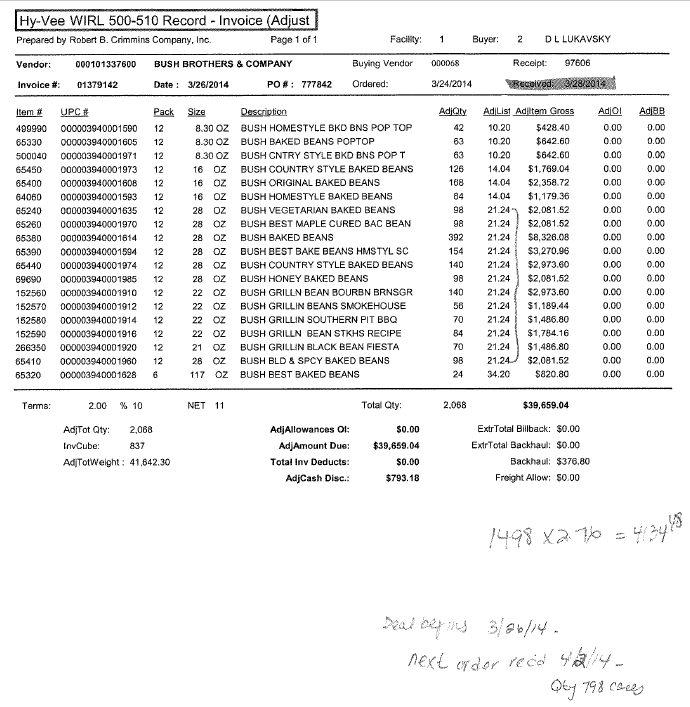 Hy-Vee WIRL 500-510 Record - Invoice (Adjust
Prepared by Robert B. Crimmins Company, Inc. Page 1 of 1 Facility: 1 Buyer: 2 D L LUKAVSKY
Vendor: 000101337600 BUSH BROTHERS & COMPANY Buying Vendor 000068 Receipt: 97606
Invoice #: 01379142 Date : 3/26/2014 PO # : 777842 Ordered: 3/24/2014 Received: 3/28/2014
Item # UPC # Pack Size Description AdjQty AdjList AdjItem Gross AdjOI AdjBB
499990 000003940001590 12 8.30 OZ BUSH HOMESTYLE BKD BNS POP TOP 42 10.20 $428.40 0.00 0.00
65330 000003940001605 12 8.30 OZ BUSH BAKED BEANS POPTOP 63 10.20 $642.60 0.00 0.00
500040 000003940001971 12 8.30 OZ BUSH CNTRY STYLE BKD BNS POP T 63 10.20 $642.60 0.00 0.00
65450 000003940001973 12 16 OZ BUSH COUNTRY STYLE BAKED BEANS 126 14.04 $1,769.04 0.00 0.00
65400 000003940001608 12 16 OZ BUSH ORIGINAL BAKED BEANS 168 14.04 $2,358.72 0.00 0.00
64060 000003940001593 12 16 OZ BUSH HOMESTYLE BAKED BEANS 84 14.04 $1,179.36 0.00 0.00
65240 000003940001635 12 28 OZ BUSH VEGETARIAN BAKED BEANS 98 21.24 $2,081.52 0.00 0.00
65260 000003940001970 12 28 OZ BUSH BEST MAPLE CURED BAC BEAN 98 21.24 $2,081.52 0.00 0.00
65380 000003940001614 12 28 OZ BUSH BAKED BEANS 392 21.24 $8,326.08 0.00 0.00
65390 000003940001594 12 28 OZ BUSH BEST BAKE BEANS HMSTYL SC 154 21.24 $3,270.96 0.00 0.00
65440 000003940001974 12 28 OZ BUSH COUNTRY STYLE BAKED BEANS 140 21.24 $2,973.60 0.00 0.00
69690 000003940001985 12 28 OZ BUSH HONEY BAKED BEANS 98 21.24 $2,081.52 0.00 0.00
152560 000003940001910 12 22 OZ BUSH GRILLN BEAN BOURBN BRNSGR 140 21.24 $2,973.60 0.00 0.00
152570 000003940001912 12 22 OZ BUSH GRILLIN BEANS SMOKEHOUSE 56 21.24 $1,189.44 0.00 0.00
152580 000003940001914 12 22 OZ BUSH GRILLIN SOUTHERN PIT BBQ 70 21.24 $1,486.80 0.00 0.00
152590 000003940001916 12 22 OZ BUSH GRILLN BEAN STKHS RECIPE 84 21.24 $1,784.16 0.00 0.00
266350 000003940001920 12 21 OZ BUSH GRILLIN BLACK BEAN FIESTA 70 21.24 $1,486.80 0.00 0.00
65410 000003940001960 12 28 OZ BUSH BLD & SPCY BAKED BEANS 98 21.24 $2,081.52 0.00 0.00
65320 000003940001628 6 117 OZ BUSH BEST BAKED BEANS 24 34.20 $820.80 0.00 0.00
Terms: 2.00 % 10 NET 11 Total Qty: 2,068 $39,659.04
AdjTot Qty: 2,068 AdjAllowances OI: $0.00 ExtrTotal Billback: $0.00
InvCube: 837 AdjAmount Due: $39,659.04 ExtrTotal Backhaul: $0.00
AdjTotWeight : 41,642.30 Total Inv Deducts: $0.00 Backhaul: $376.80
AdjCash Disc.: $793.18 Freight Allow: $0.00
1498 X 2.76 = 4134 48
Deal begins 3/26/14 -
next order recd 4/2/14 -
Qty 798 cases